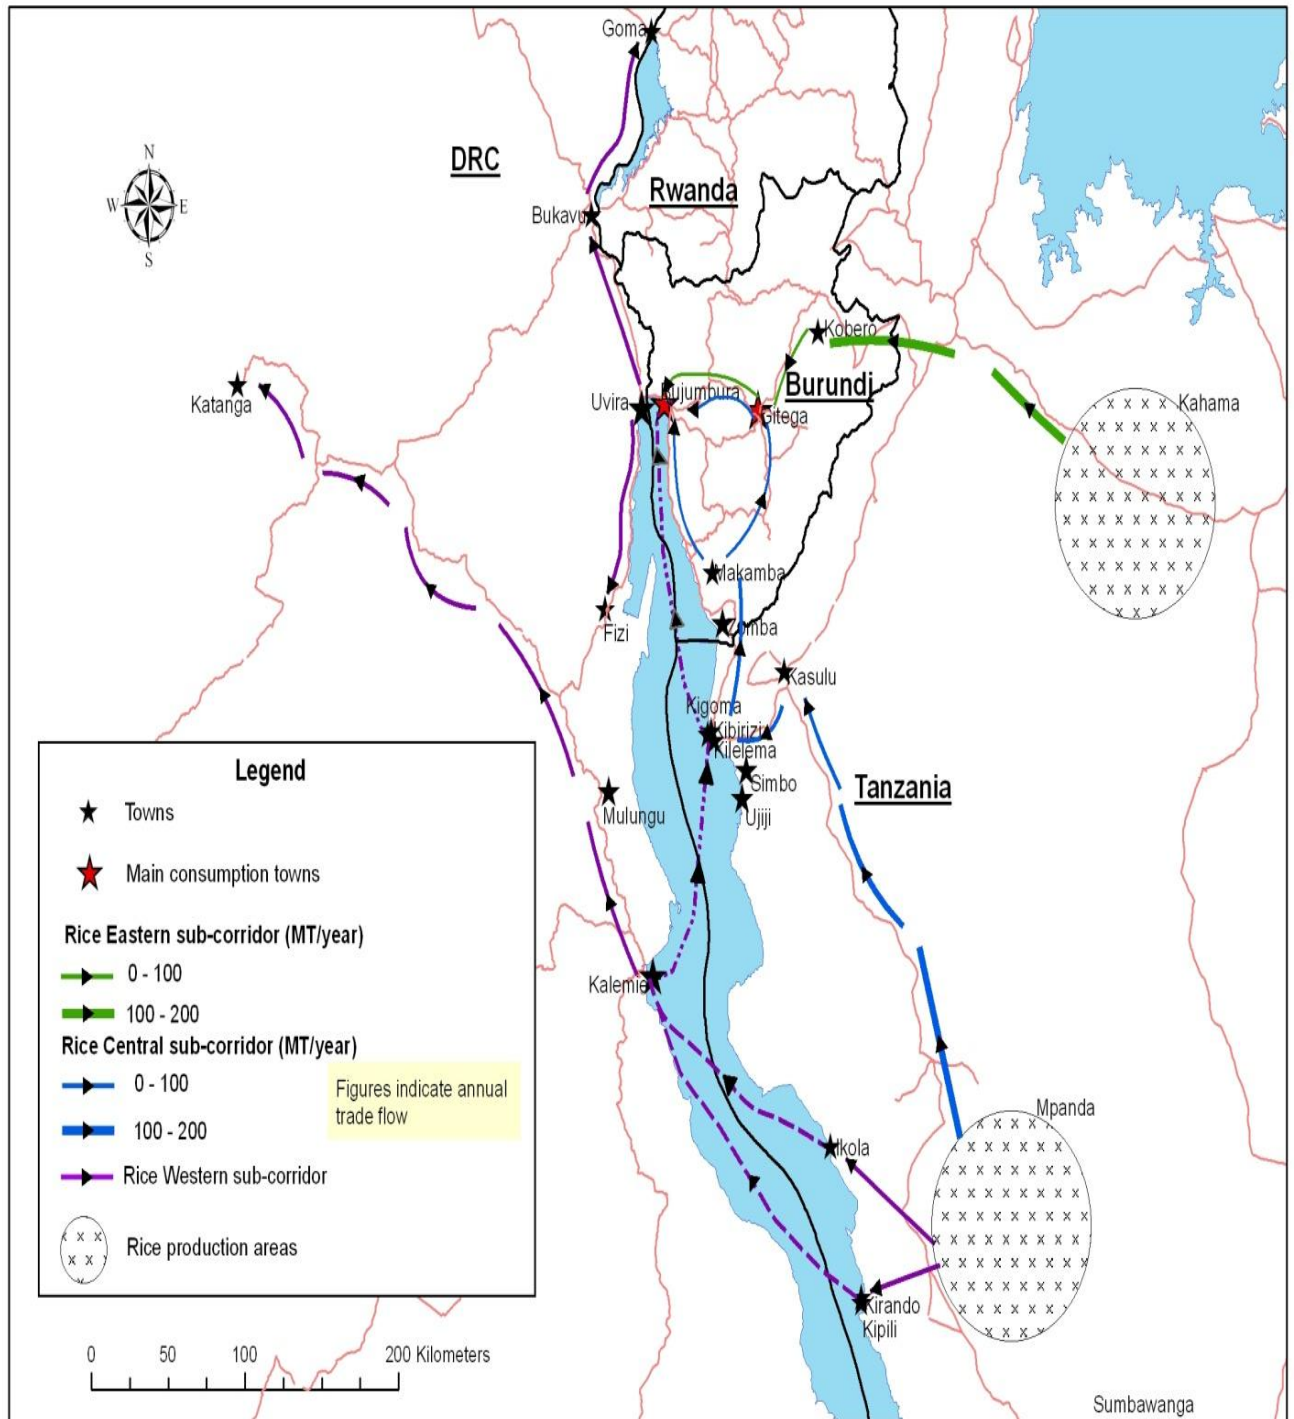 Goma
DRC
N
W
E
S
Rwanda
Bukavu
Kobero
Katanga
Burundi
Kahama
Uvira
Bujumbura
Gitega
Makamba
Fizi
Zomba
Kasulu
Kigoma
Kibirizi
Kilelema
Simbo
Ujiji
Tanzania
Mulungu
Kalemie
Mpanda
Ikola
Kirando
Kipili
Sumbawanga
Legend
Towns
Main consumption towns
Rice Eastern sub-corridor (MT/year)
0 - 100
100 - 200
Rice Central sub-corridor (MT/year)
0 - 100
100 - 200
Figures indicate annual
trade flow
Rice Western sub-corridor
Rice production areas
0 50 100 200 Kilometers